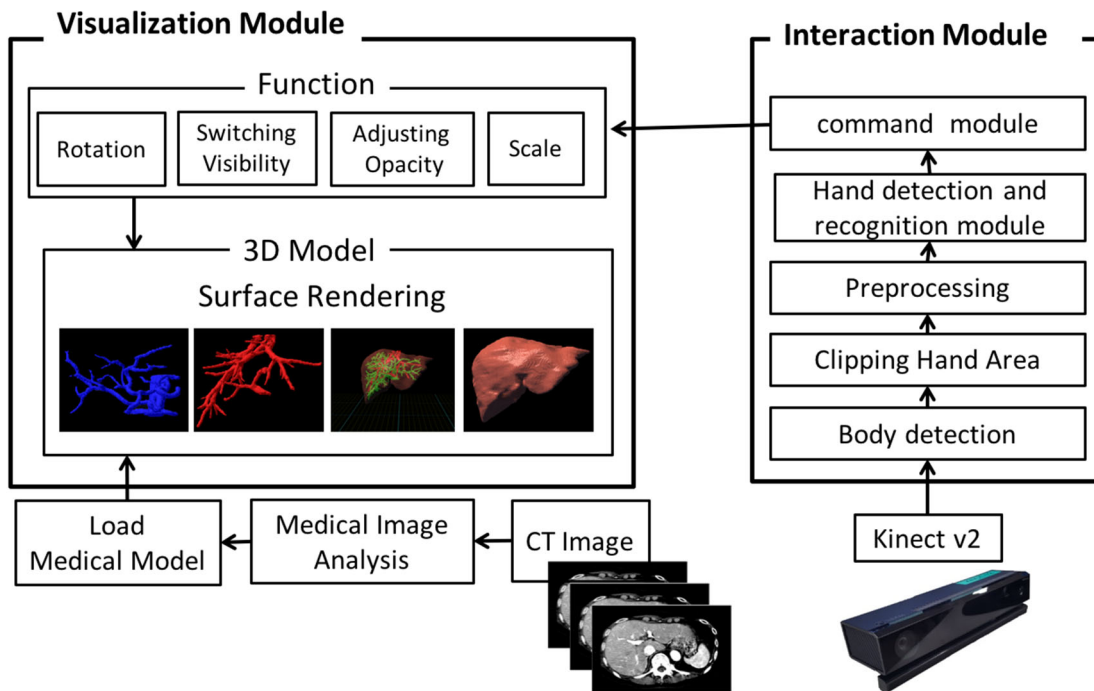 Visualization Module
Function
Rotation
Switching
Visibility
Adjusting
Opacity
Scale
3D Model
Surface Rendering
Load
Medical Model
Medical Image
Analysis
CT Image
Interaction Module
command module
Hand detection and
recognition module
Preprocessing
Clipping Hand Area
Body detection
Kinect v2